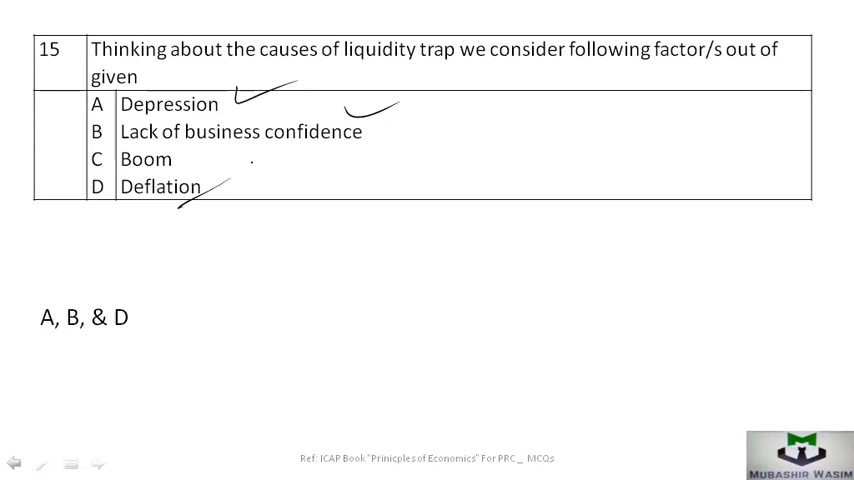 15 Thinking about the causes of liquidity trap we consider following factor/s out of
given
A Depression
B Lack of business confidence
C Boom
D Deflation
A, B, & D
Ref: ICAP Book "Prinicples of Economics" For PRC_ MCQs
MUBASHIR WASIM